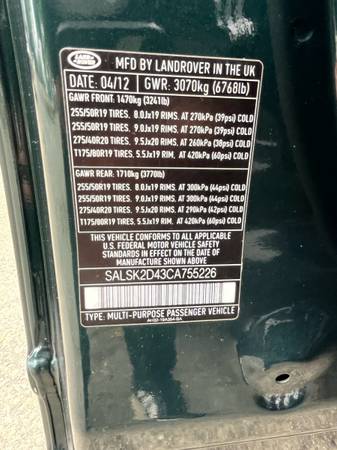 LAND ROVER
MFD BY LANDROVER IN THE UK
DATE: 04/12 GWR: 3070kg (6768lb)
GAWR FRONT: 1470kg (3241lb)
255/50R19 TIRES. 8.0Jx19 RIMS. AT 270kPa (39psi) COLD
255/50R19 TIRES. 9.0Jx19 RIMS. AT 270kPa (39psi) COLD
275/40R20 TIRES. 9.5Jx20 RIMS. AT 260kPa (38psi) COLD
T175/80R19 TIRES. 5.5Jx19 RIM. AT 420kPa (60psi) COLD
GAWR REAR: 1710kg (3770lb)
255/50R19 TIRES. 8.0Jx19 RIMS. AT 300kPa (44psi) COLD
255/50R19 TIRES. 9.0Jx19 RIMS. AT 300kPa (44psi) COLD
275/40R20 TIRES. 9.5Jx20 RIMS. AT 290kPa (42psi) COLD
T175/80R19 TIRES. 5.5Jx19 RIM. AT 420kPa (60psi) COLD
THIS VEHICLE CONFORMS TO ALL APPLICABLE
U.S. FEDERAL MOTOR VEHICLE SAFETY
STANDARDS IN EFFECT ON THE DATE OF
MANUFACTURE SHOWN ABOVE
SALSK2D43CA755226
TYPE: MULTI-PURPOSE PASSENGER VEHICLE